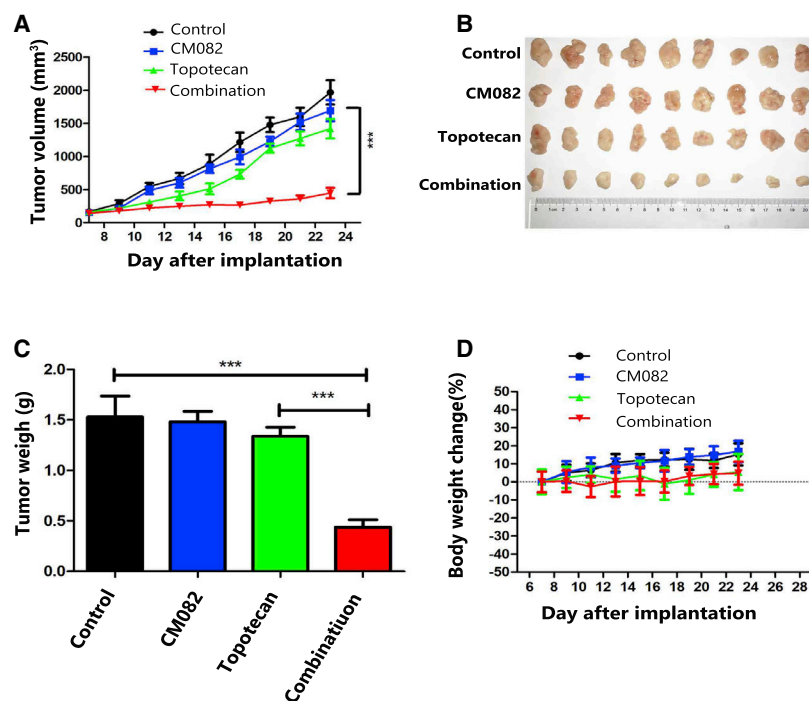 A
Control
CM082
Topotecan
Combination
Tumor volume (mm³)
2500
2000
1500
1000
500
0
8 10 12 14 16 18 20 22 24
***
Day after implantation
B
Control
CM082
Topotecan
Combination
C
Tumor weigh (g)
2.0
1.5
1.0
0.5
0.0
***
***
Control
CM082
Topotecan
Combinatiuon
D
Control
CM082
Topotecan
Combination
Body weight change(%)
50
40
30
20
10
0
-10
-20
-30
-40
-50
6 8 10 12 14 16 18 20 22 24 26 28
Day after implantation